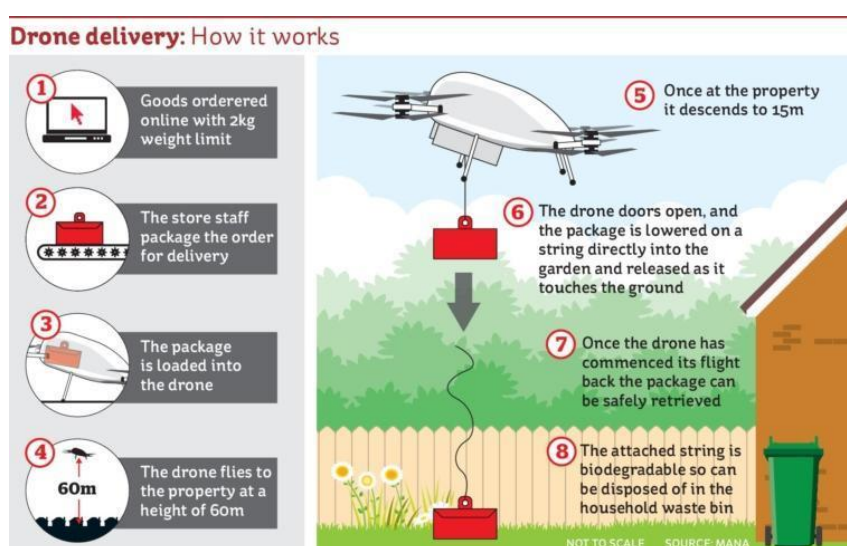 Drone delivery: How it works
1
Goods orderered
online with 2kg
weight limit
2
The store staff
package the order
for delivery
3
The package
is loaded into
the drone
4
60m
The drone flies to
the property at a
height of 60m
5
Once at the property
it descends to 15m
6
The drone doors open, and
the package is lowered on a
string directly into the
garden and released as it
touches the ground
7
Once the drone has
commenced its flight
back the package can
be safely retrieved
8
The attached string is
biodegradable so can
be disposed of in the
household waste bin
NOT TO SCALE SOURCE: MANA